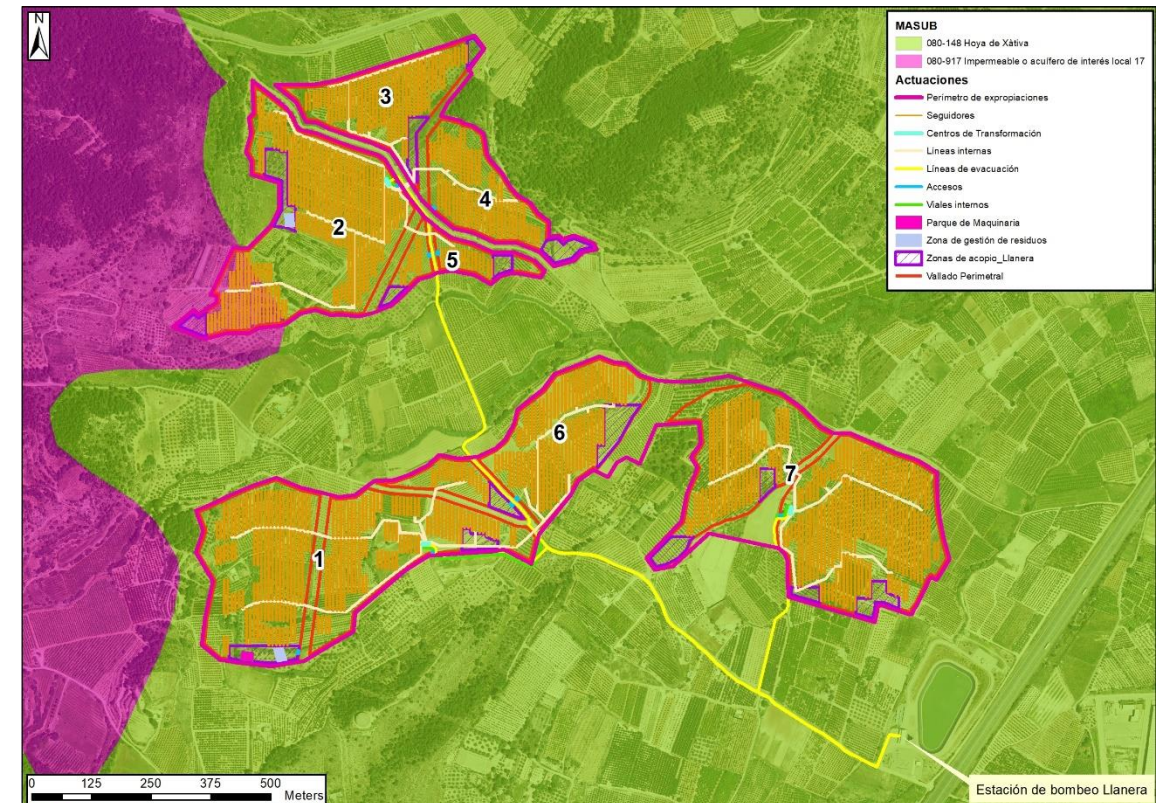 N
MASUB
080-148 Hoya de Xàtiva
080-917 Impermeable o acuífero de interés local 17
Actuaciones
Perímetro de expropiaciones
Seguidores
Centros de Transformación
Líneas internas
Líneas de evacuación
Accesos
Viales internos
Parque de Maquinaria
Zona de gestión de residuos
Zonas de acopio_Llanera
Vallado Perimetral
3
4
2
5
6
7
1
0 125 250 375 500
Meters
Estación de bombeo Llanera